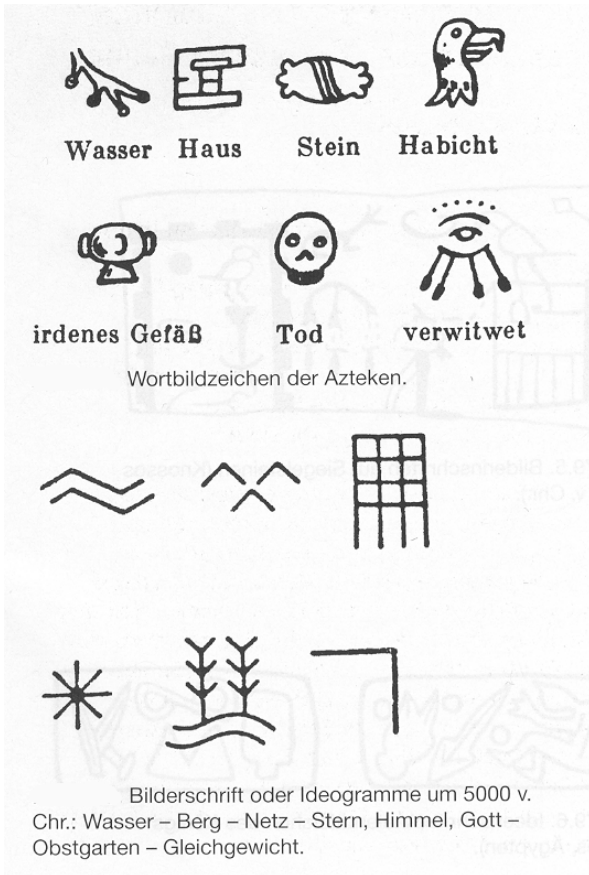 Wasser Haus Stein Habicht
irdenes Gefäß Tod verwitwet
Wortbildzeichen der Azteken.
Bilderschrift oder Ideogramme um 5000 v.
Chr.: Wasser – Berg – Netz – Stern, Himmel, Gott –
Obstgarten – Gleichgewicht.